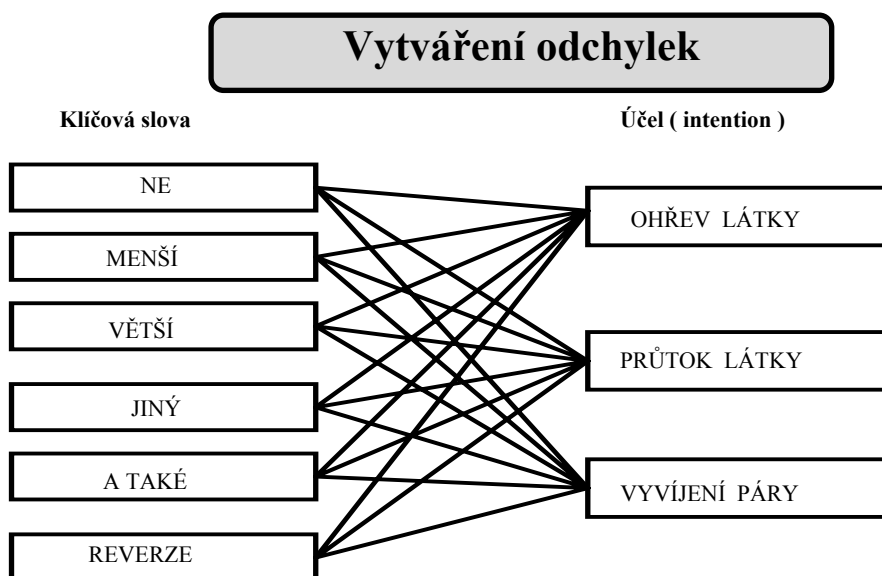 Vytváření odchylek
Klíčová slova
Účel ( intention )
NE
MENŠÍ
VĚTŠÍ
JINÝ
A TAKÉ
REVERZE
OHŘEV LÁTKY
PRŮTOK LÁTKY
VYVÍJENÍ PÁRY